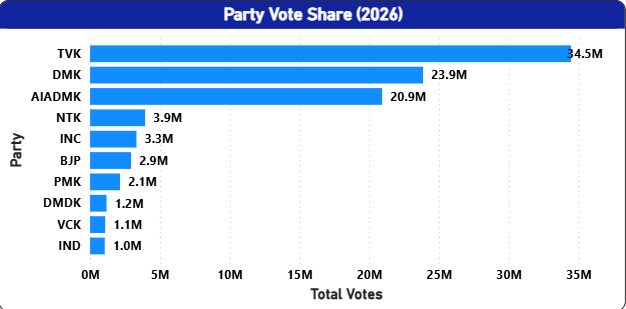 Party Vote Share (2026)
Party
TVK 34.5M
DMK 23.9M
AIADMK 20.9M
NTK 3.9M
INC 3.3M
BJP 2.9M
PMK 2.1M
DMDK 1.2M
VCK 1.1M
IND 1.0M
0M 5M 10M 15M 20M 25M 30M 35M
Total Votes